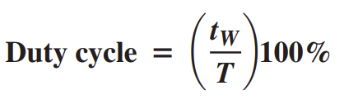 Duty cycle = (t_W / T)100%